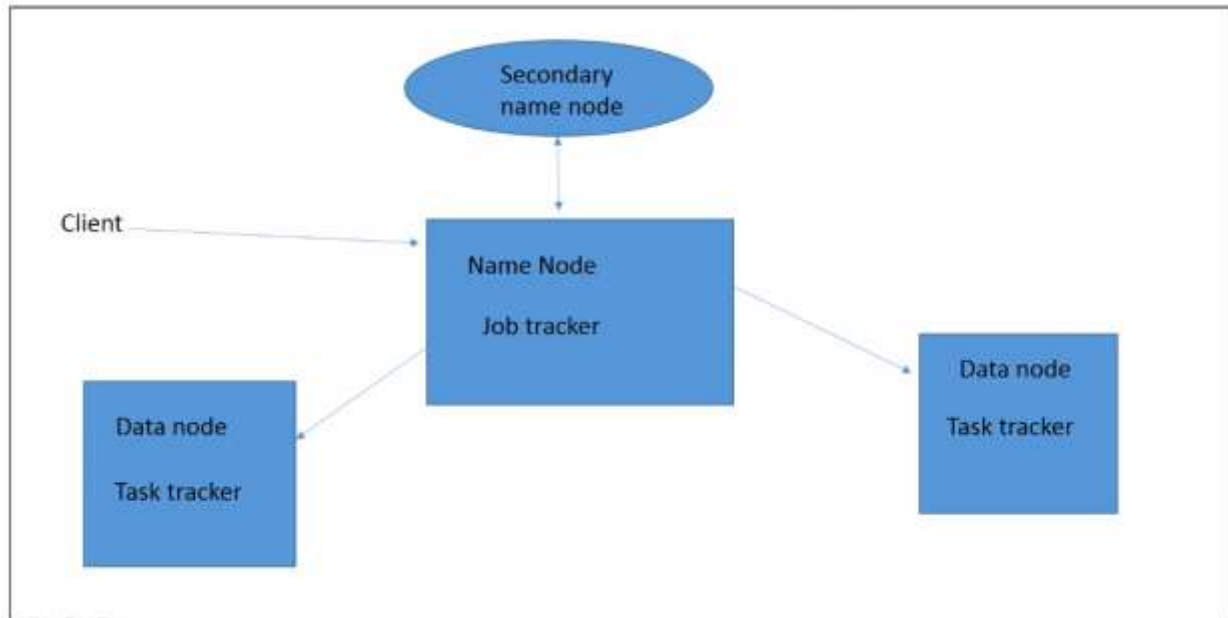 Secondary
name node
Client
Name Node
Job tracker
Data node
Task tracker
Data node
Task tracker